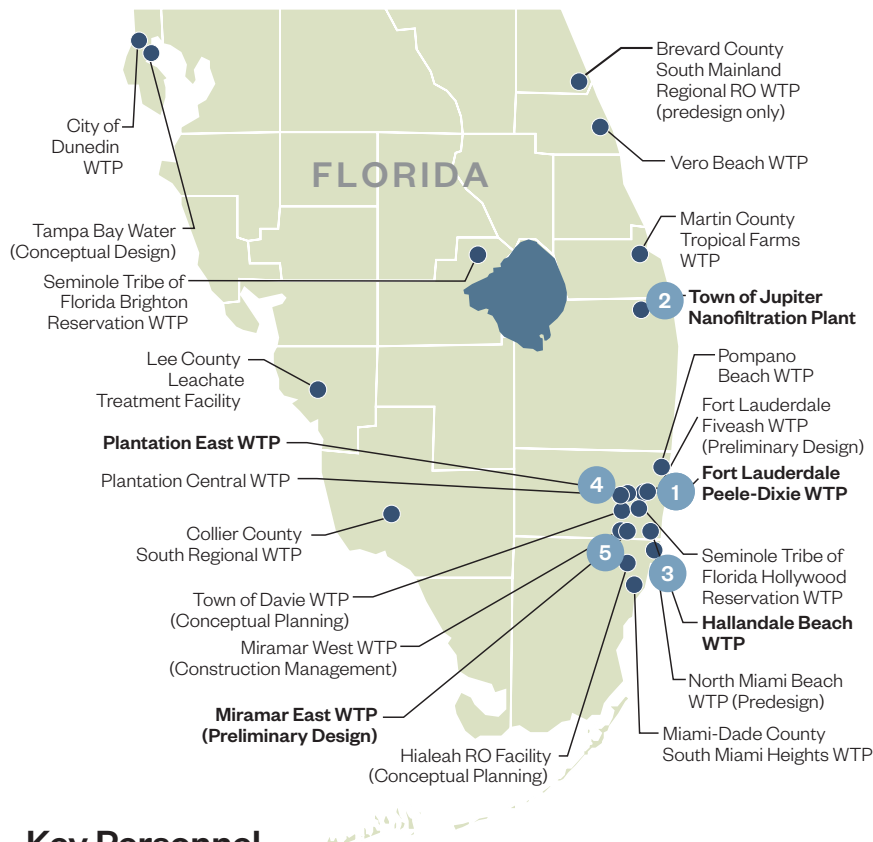 Brevard County
South Mainland
Regional RO WTP
(predesign only)
City of
Dunedin
WTP
Vero Beach WTP
FLORIDA
Tampa Bay Water
(Conceptual Design)
Martin County
Tropical Farms
WTP
Seminole Tribe of
Florida Brighton
Reservation WTP
2
Town of Jupiter
Nanofiltration Plant
Lee County
Leachate
Treatment Facility
Pompano
Beach WTP
Fort Lauderdale
Fiveash WTP
(Preliminary Design)
Plantation East WTP
Plantation Central WTP
4
1
Fort Lauderdale
Peele-Dixie WTP
Collier County
South Regional WTP
5
3
Seminole Tribe of
Florida Hollywood
Reservation WTP
Town of Davie WTP
(Conceptual Planning)
Hallandale Beach
WTP
Miramar West WTP
(Construction Management)
North Miami Beach
WTP (Predesign)
Miramar East WTP
(Preliminary Design)
Miami-Dade County
South Miami Heights WTP
Hialeah RO Facility
(Conceptual Planning)
Key Personnel